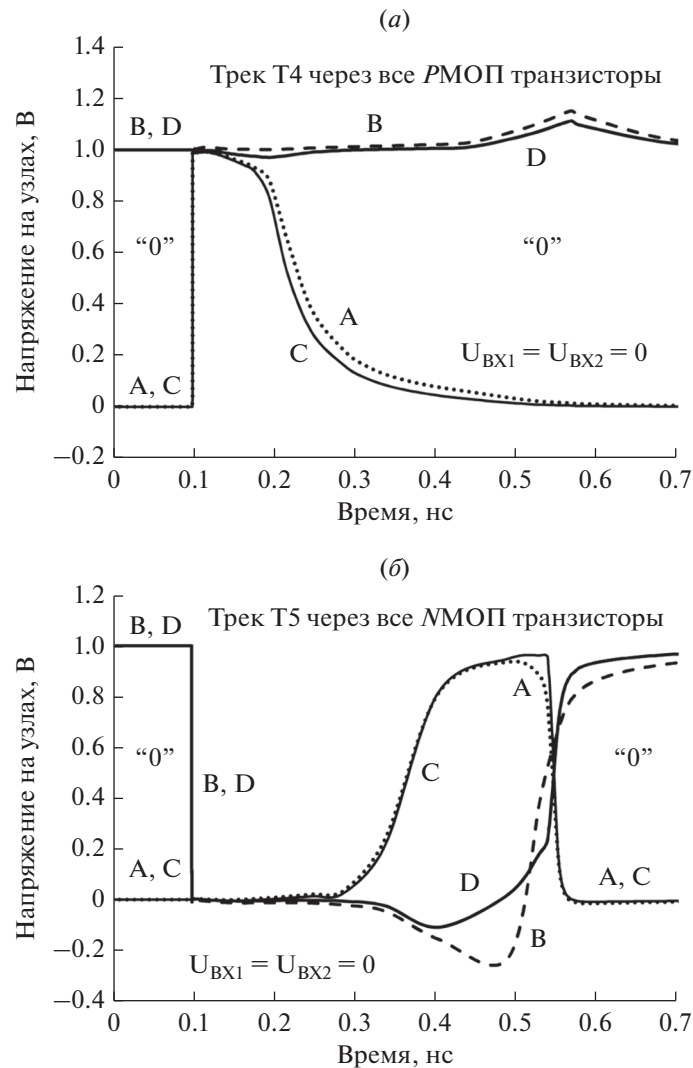 (а)
1.4
Трек Т4 через все PМОП транзисторы
1.2
B, D
B
1.0
D
0.8
“0”
“0”
0.6
0.4
A
C
U_ВХ1 = U_ВХ2 = 0
0.2
A, C
0
−0.2
0 0.1 0.2 0.3 0.4 0.5 0.6 0.7
Время, нс
Напряжение на узлах, В
(б)
1.2
Трек Т5 через все NМОП транзисторы
B, D
1.0
A
0.8
“0”
“0”
0.6
B, D
C
0.4
0.2
A, C
D
A, C
0
B
−0.2
U_ВХ1 = U_ВХ2 = 0
−0.4
0 0.1 0.2 0.3 0.4 0.5 0.6 0.7
Время, нс
Напряжение на узлах, В